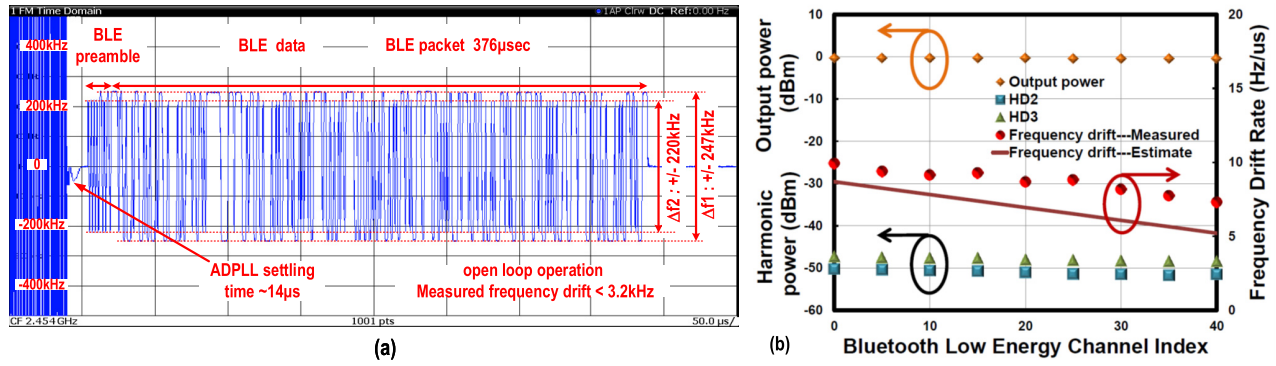 1 FM Time Domain
1AP Clrw DC Ref:0.00 Hz
400kHz
BLE preamble
BLE data
BLE packet 376µsec
200kHz
0
-200kHz
-400kHz
Δf2 : +/- 220kHz
Δf1 : +/- 247kHz
ADPLL settling
time ~14µs
open loop operation
Measured frequency drift < 3.2kHz
CF 2.454 GHz
1001 pts
50.0 µs/
(a)
Output power
(dBm)
Harmonic
power (dBm)
10
0
-10
-20
-30
-40
-50
-60
Output power
HD2
HD3
Frequency drift---Measured
Frequency drift---Estimate
20
15
10
5
0
Frequency Drift Rate (Hz/us)
0
10
20
30
40
Bluetooth Low Energy Channel Index
(b)